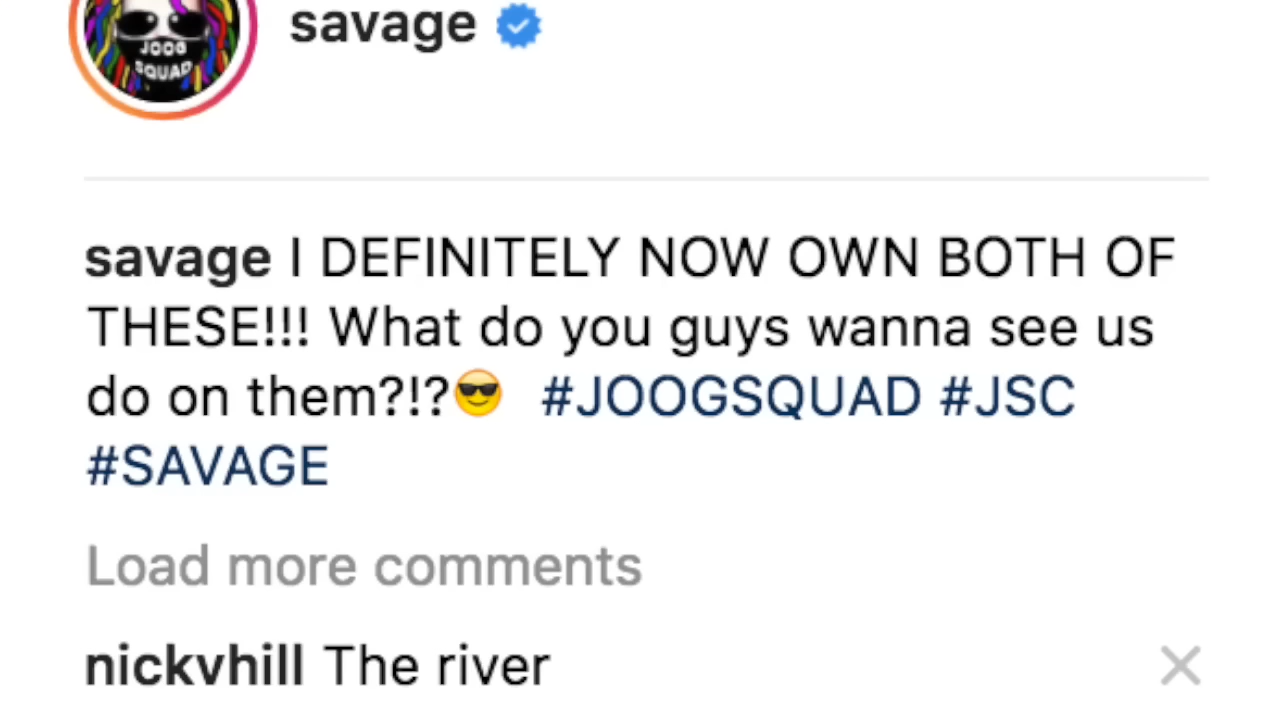 JOOG
SQUAD
savage
savage I DEFINITELY NOW OWN BOTH OF
THESE!!! What do you guys wanna see us
do on them?!?😎 #JOOGSQUAD #JSC
#SAVAGE
Load more comments
nickvhill The river